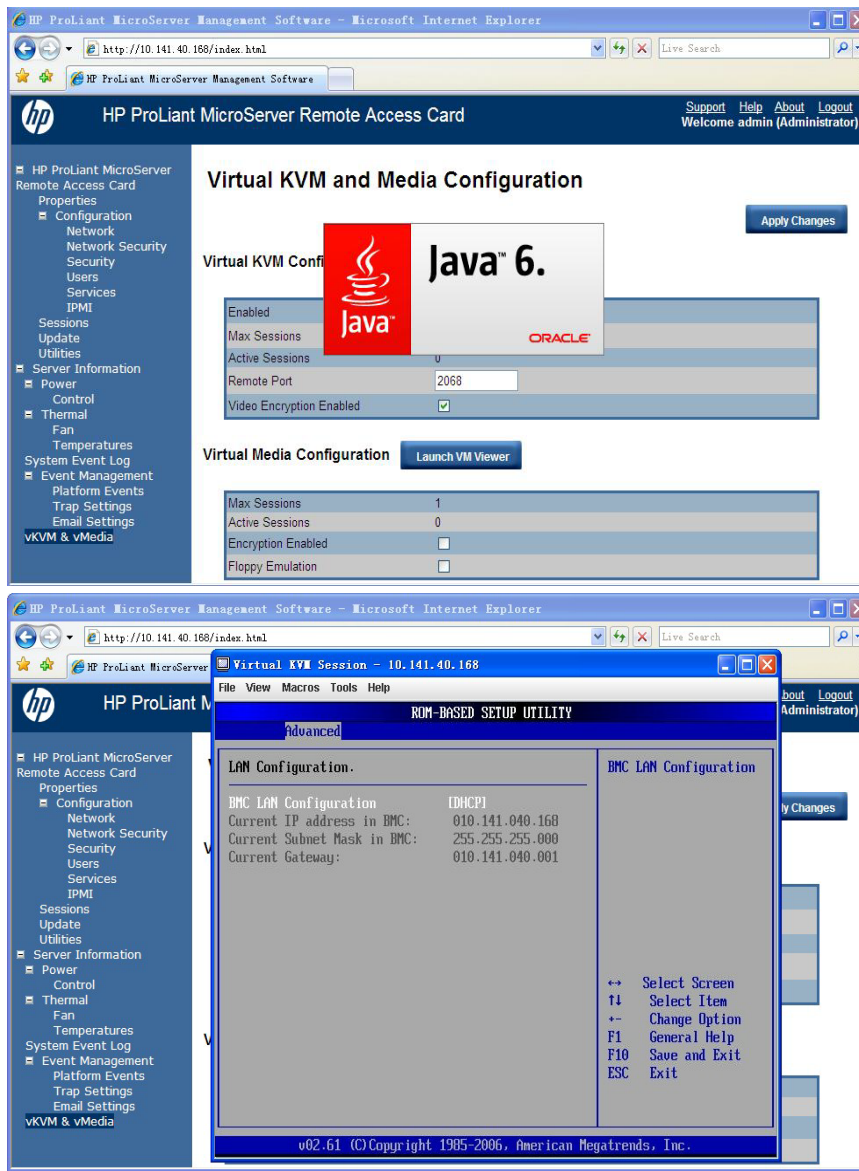 HP ProLiant MicroServer Management Software - Microsoft Internet Explorer
http://10.141.40.168/index.html
Live Search
HP ProLiant MicroServer Management Software
hp
HP ProLiant MicroServer Remote Access Card
Support Help About Logout
Welcome admin (Administrator)
HP ProLiant MicroServer
Remote Access Card
Properties
Configuration
Network
Network Security
Security
Users
Services
IPMI
Sessions
Update
Utilities
Server Information
Power
Control
Thermal
Fan
Temperatures
System Event Log
Event Management
Platform Events
Trap Settings
Email Settings
vKVM & vMedia
Virtual KVM and Media Configuration
Apply Changes
Virtual KVM Confi
Java™ 6.
Java™
ORACLE
Enabled
Max Sessions
Active Sessions 0
Remote Port 2068
Video Encryption Enabled
Virtual Media Configuration Launch VM Viewer
Max Sessions 1
Active Sessions 0
Encryption Enabled
Floppy Emulation
HP ProLiant MicroServer Management Software - Microsoft Internet Explorer
http://10.141.40.168/index.html
Live Search
HP ProLiant MicroServer
hp
HP ProLiant M
bout Logout
Administrator)
HP ProLiant MicroServer
Remote Access Card
Properties
Configuration
Network
Network Security
Security
Users
Services
IPMI
Sessions
Update
Utilities
Server Information
Power
Control
Thermal
Fan
Temperatures
System Event Log
Event Management
Platform Events
Trap Settings
Email Settings
vKVM & vMedia
ly Changes
Virtual KVM Session - 10.141.40.168
File View Macros Tools Help
ROM-BASED SETUP UTILITY
Advanced
LAN Configuration.
BMC LAN Configuration [DHCP]
Current IP address in BMC: 010.141.040.168
Current Subnet Mask in BMC: 255.255.255.000
Current Gateway: 010.141.040.001
BMC LAN Configuration
↔ Select Screen
↑↓ Select Item
+- Change Option
F1 General Help
F10 Save and Exit
ESC Exit
v02.61 (C)Copyright 1985-2006, American Megatrends, Inc.